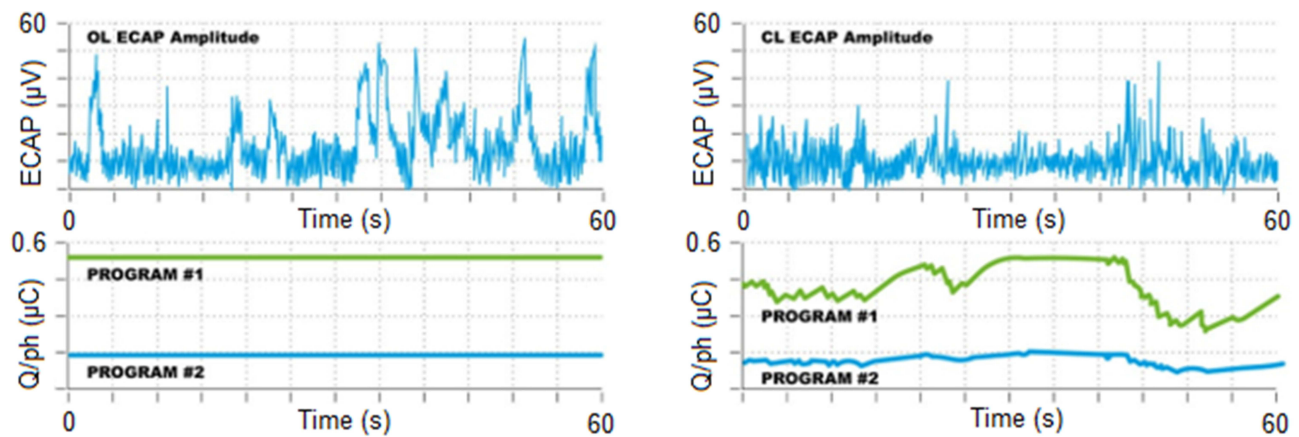 60
OL ECAP Amplitude
ECAP (µV)
0
Time (s)
60
60
CL ECAP Amplitude
ECAP (µV)
0
Time (s)
60
0.6
PROGRAM #1
Q/ph (µC)
PROGRAM #2
0
Time (s)
60
0.6
PROGRAM #1
Q/ph (µC)
PROGRAM #2
0
Time (s)
60